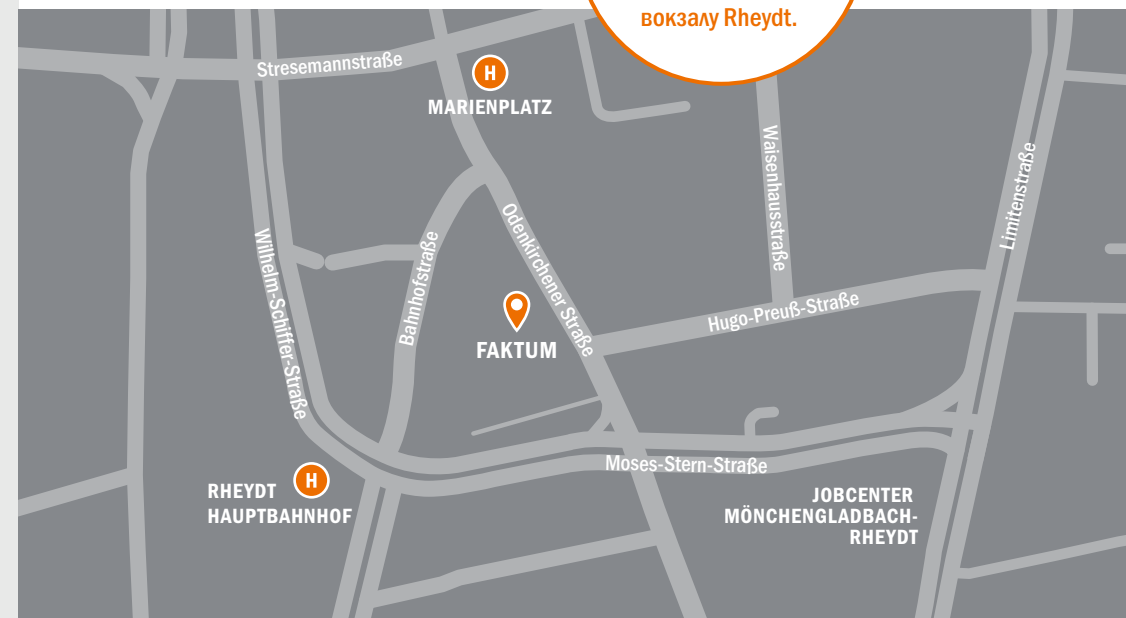 вокзалу Rheydt.
Stresemannstraße
H
MARIENPLATZ
Waisenhausstraße
Limitenstraße
Odenkirchener Straße
Wilhelm-Schiffer-Straße
Bahnhofstraße
Hugo-Preuß-Straße
FAKTUM
Moses-Stern-Straße
H
RHEYDT
HAUPTBAHNHOF
JOBCENTER
MÖNCHENGLADBACH-
RHEYDT